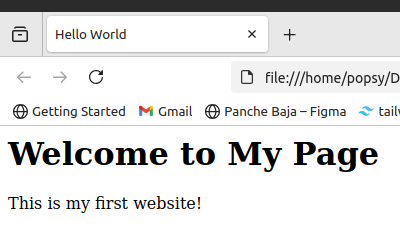 Hello World
file:///home/popsy/D
Getting Started Gmail Panche Baja – Figma tailw
Welcome to My Page
This is my first website!